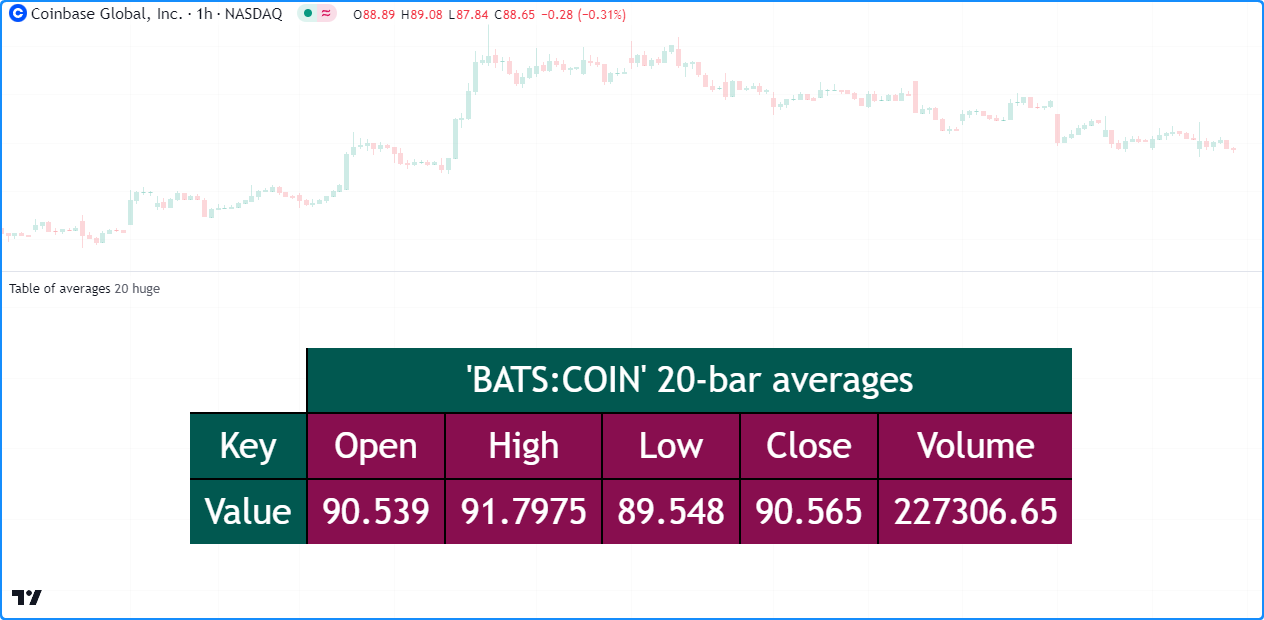 Coinbase Global, Inc. · 1h · NASDAQ ≈ O88.89 H89.08 L87.84 C88.65 −0.28 (−0.31%)
Table of averages 20 huge
'BATS:COIN' 20-bar averages
Key Open High Low Close Volume
Value 90.539 91.7975 89.548 90.565 227306.65